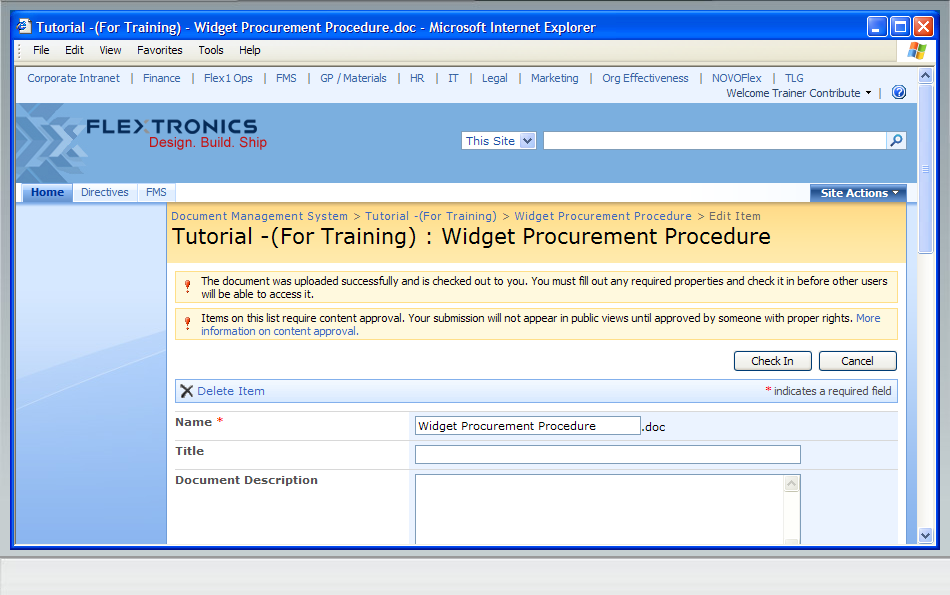 Tutorial -(For Training) - Widget Procurement Procedure.doc - Microsoft Internet Explorer
File Edit View Favorites Tools Help
Corporate Intranet | Finance | Flex1 Ops | FMS | GP / Materials | HR | IT | Legal | Marketing | Org Effectiveness | NOVOFlex | TLG
Welcome Trainer Contribute |
FLEXTRONICS
Design. Build. Ship
This Site
Home Directives FMS Site Actions
Document Management System > Tutorial -(For Training) > Widget Procurement Procedure > Edit Item
Tutorial -(For Training) : Widget Procurement Procedure
The document was uploaded successfully and is checked out to you. You must fill out any required properties and check it in before other users
will be able to access it.
Items on this list require content approval. Your submission will not appear in public views until approved by someone with proper rights. More
information on content approval.
Check In Cancel
Delete Item * indicates a required field
Name * Widget Procurement Procedure .doc
Title
Document Description